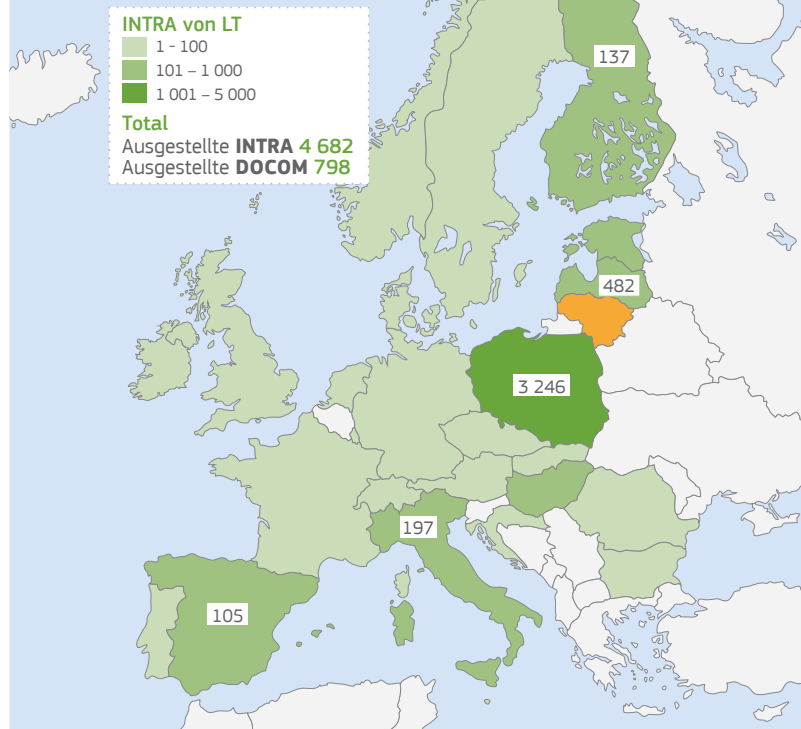 INTRA von LT
1 - 100
101 – 1 000
1 001 – 5 000
Total
Ausgestellte INTRA 4 682
Ausgestellte DOCOM 798
137
482
3 246
197
105